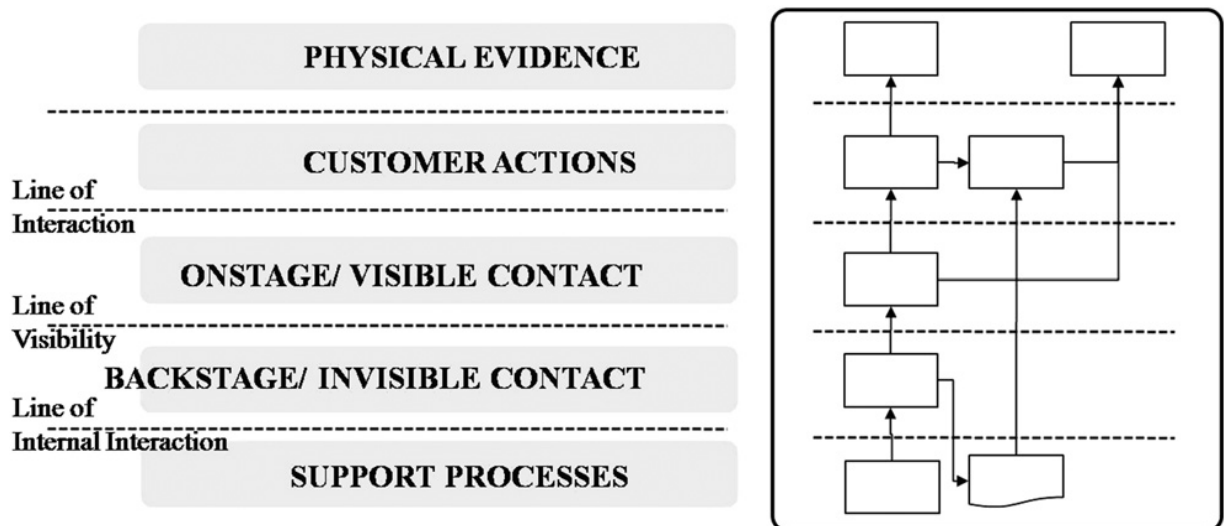 PHYSICAL EVIDENCE
CUSTOMER ACTIONS
Line of
Interaction
ONSTAGE/ VISIBLE CONTACT
Line of
Visibility
BACKSTAGE/ INVISIBLE CONTACT
Line of
Internal Interaction
SUPPORT PROCESSES